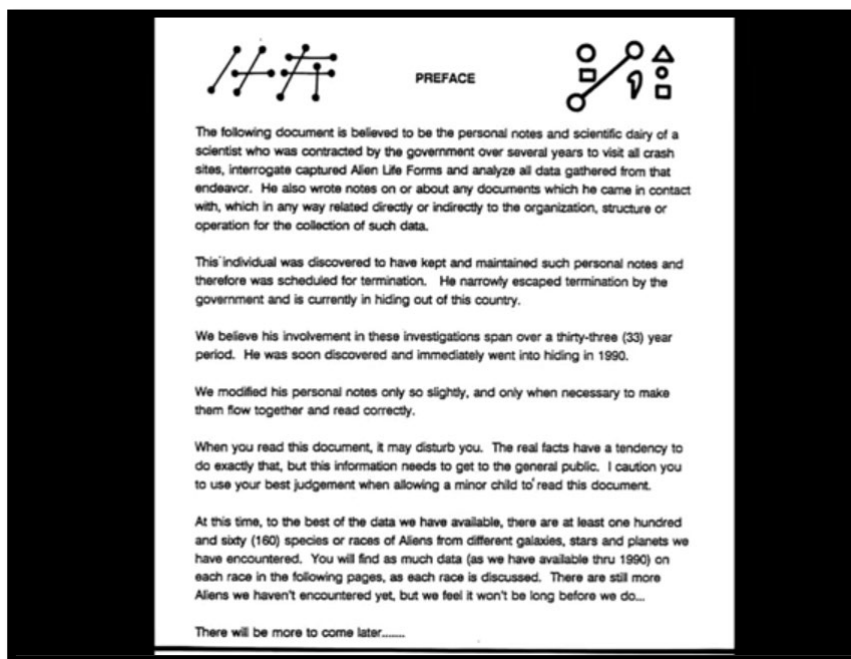 PREFACE
The following document is believed to be the personal notes and scientific dairy of a
scientist who was contracted by the government over several years to visit all crash
sites, interrogate captured Alien Life Forms and analyze all data gathered from that
endeavor. He also wrote notes on or about any documents which he came in contact
with, which in any way related directly or indirectly to the organization, structure or
operation for the collection of such data.
This individual was discovered to have kept and maintained such personal notes and
therefore was scheduled for termination. He narrowly escaped termination by the
government and is currently in hiding out of this country.
We believe his involvement in these investigations span over a thirty-three (33) year
period. He was soon discovered and immediately went into hiding in 1990.
We modified his personal notes only so slightly, and only when necessary to make
them flow together and read correctly.
When you read this document, it may disturb you. The real facts have a tendency to
do exactly that, but this information needs to get to the general public. I caution you
to use your best judgement when allowing a minor child to read this document.
At this time, to the best of the data we have available, there are at least one hundred
and sixty (160) species or races of Aliens from different galaxies, stars and planets we
have encountered. You will find as much data (as we have available thru 1990) on
each race in the following pages, as each race is discussed. There are still more
Aliens we haven't encountered yet, but we feel it won't be long before we do...
There will be more to come later.......